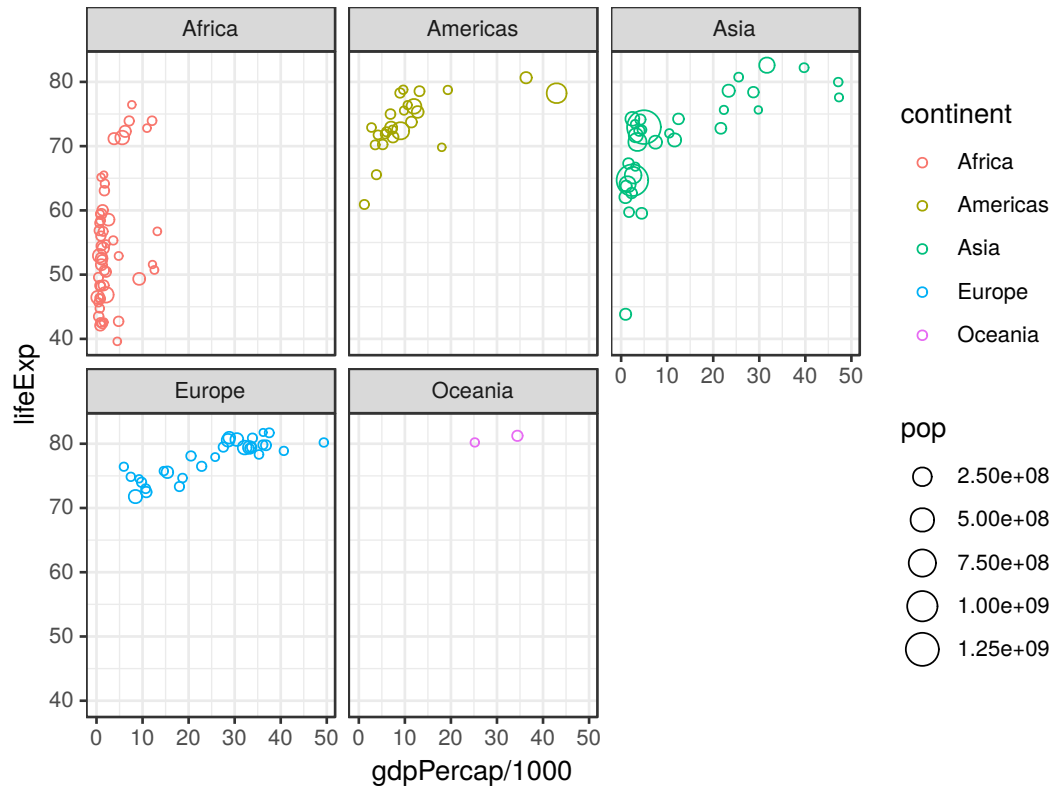 Africa
Americas
Asia
80
70
60
50
40
0 10 20 30 40 50
Europe
Oceania
80
70
60
50
40
0 10 20 30 40 50
0 10 20 30 40 50
lifeExp
gdpPercap/1000
continent
Africa
Americas
Asia
Europe
Oceania
pop
2.50e+08
5.00e+08
7.50e+08
1.00e+09
1.25e+09